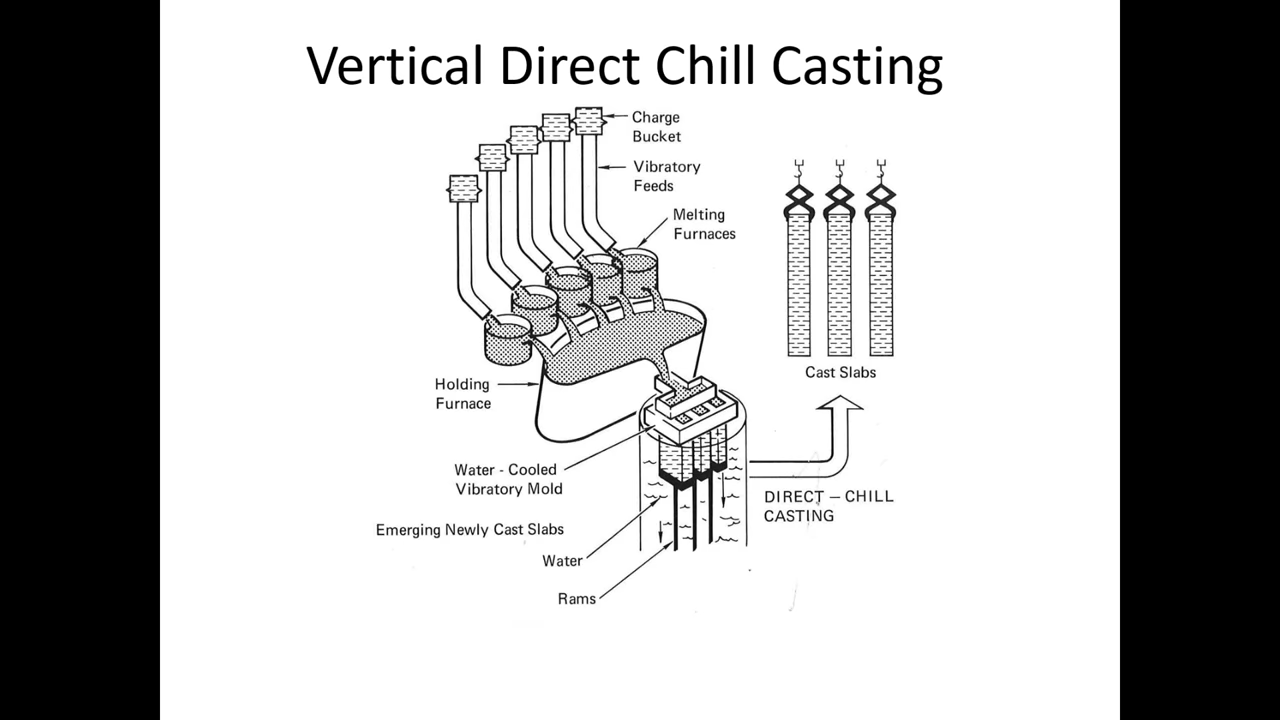 Vertical Direct Chill Casting
Charge
Bucket
Vibratory
Feeds
Melting
Furnaces
Cast Slabs
Holding
Furnace
Water - Cooled
Vibratory Mold
DIRECT – CHILL
CASTING
Emerging Newly Cast Slabs
Water
Rams